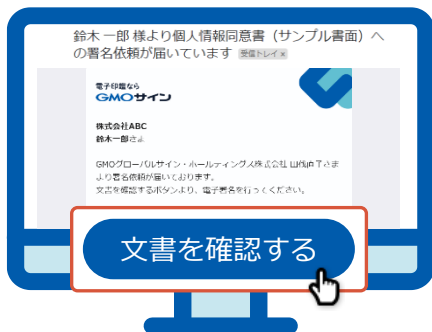 鈴木 一郎 様より個人情報同意書（サンプル書面）へ
の署名依頼が届いています 受信トレイ×
電子印鑑なら
GMOサイン
株式会社ABC
鈴木一郎さま
GMOグローバルサイン・ホールディングス株式会社
より署名依頼が届いております。
文書を確認するボタンより、電子署名を行ってください。
文書を確認する